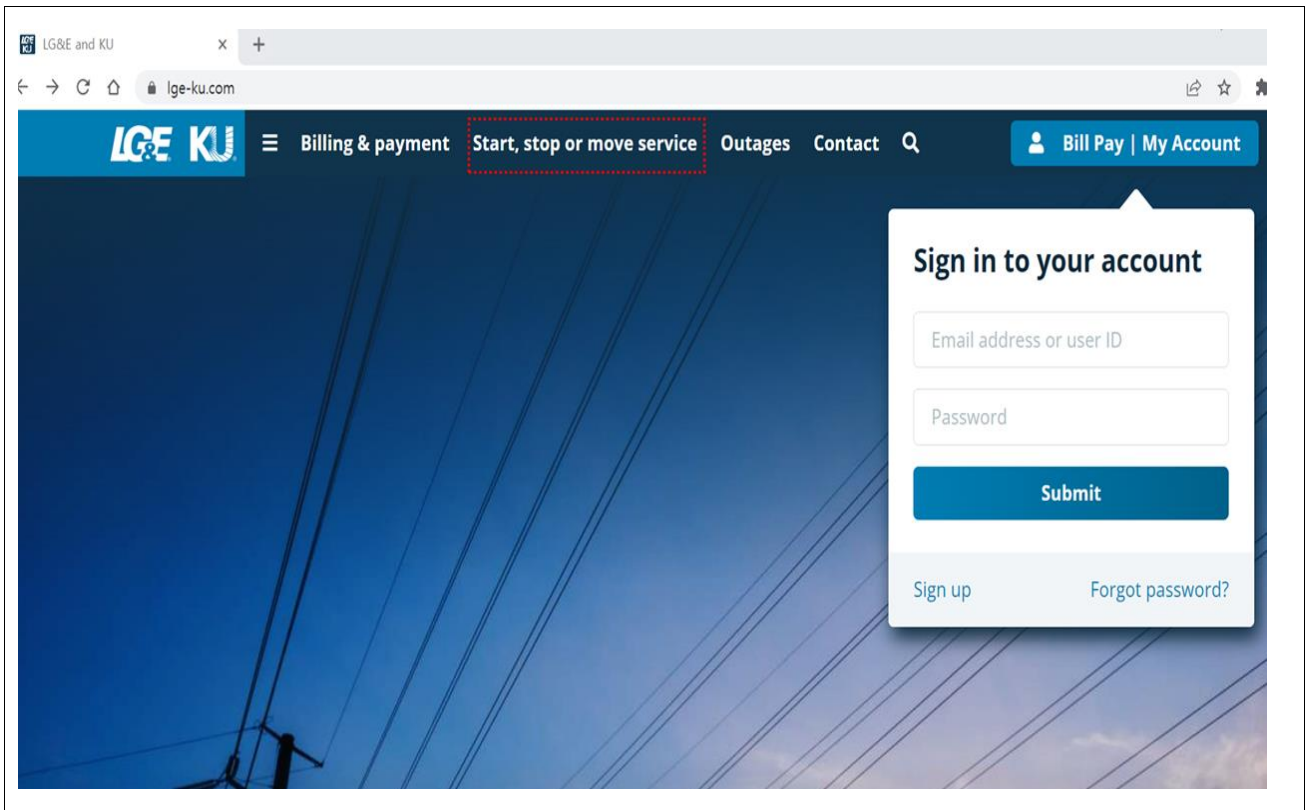 LG&E and KU
lge-ku.com
LG&E KU Billing & payment Start, stop or move service Outages Contact Bill Pay | My Account
Sign in to your account
Email address or user ID
Password
Submit
Sign up Forgot password?